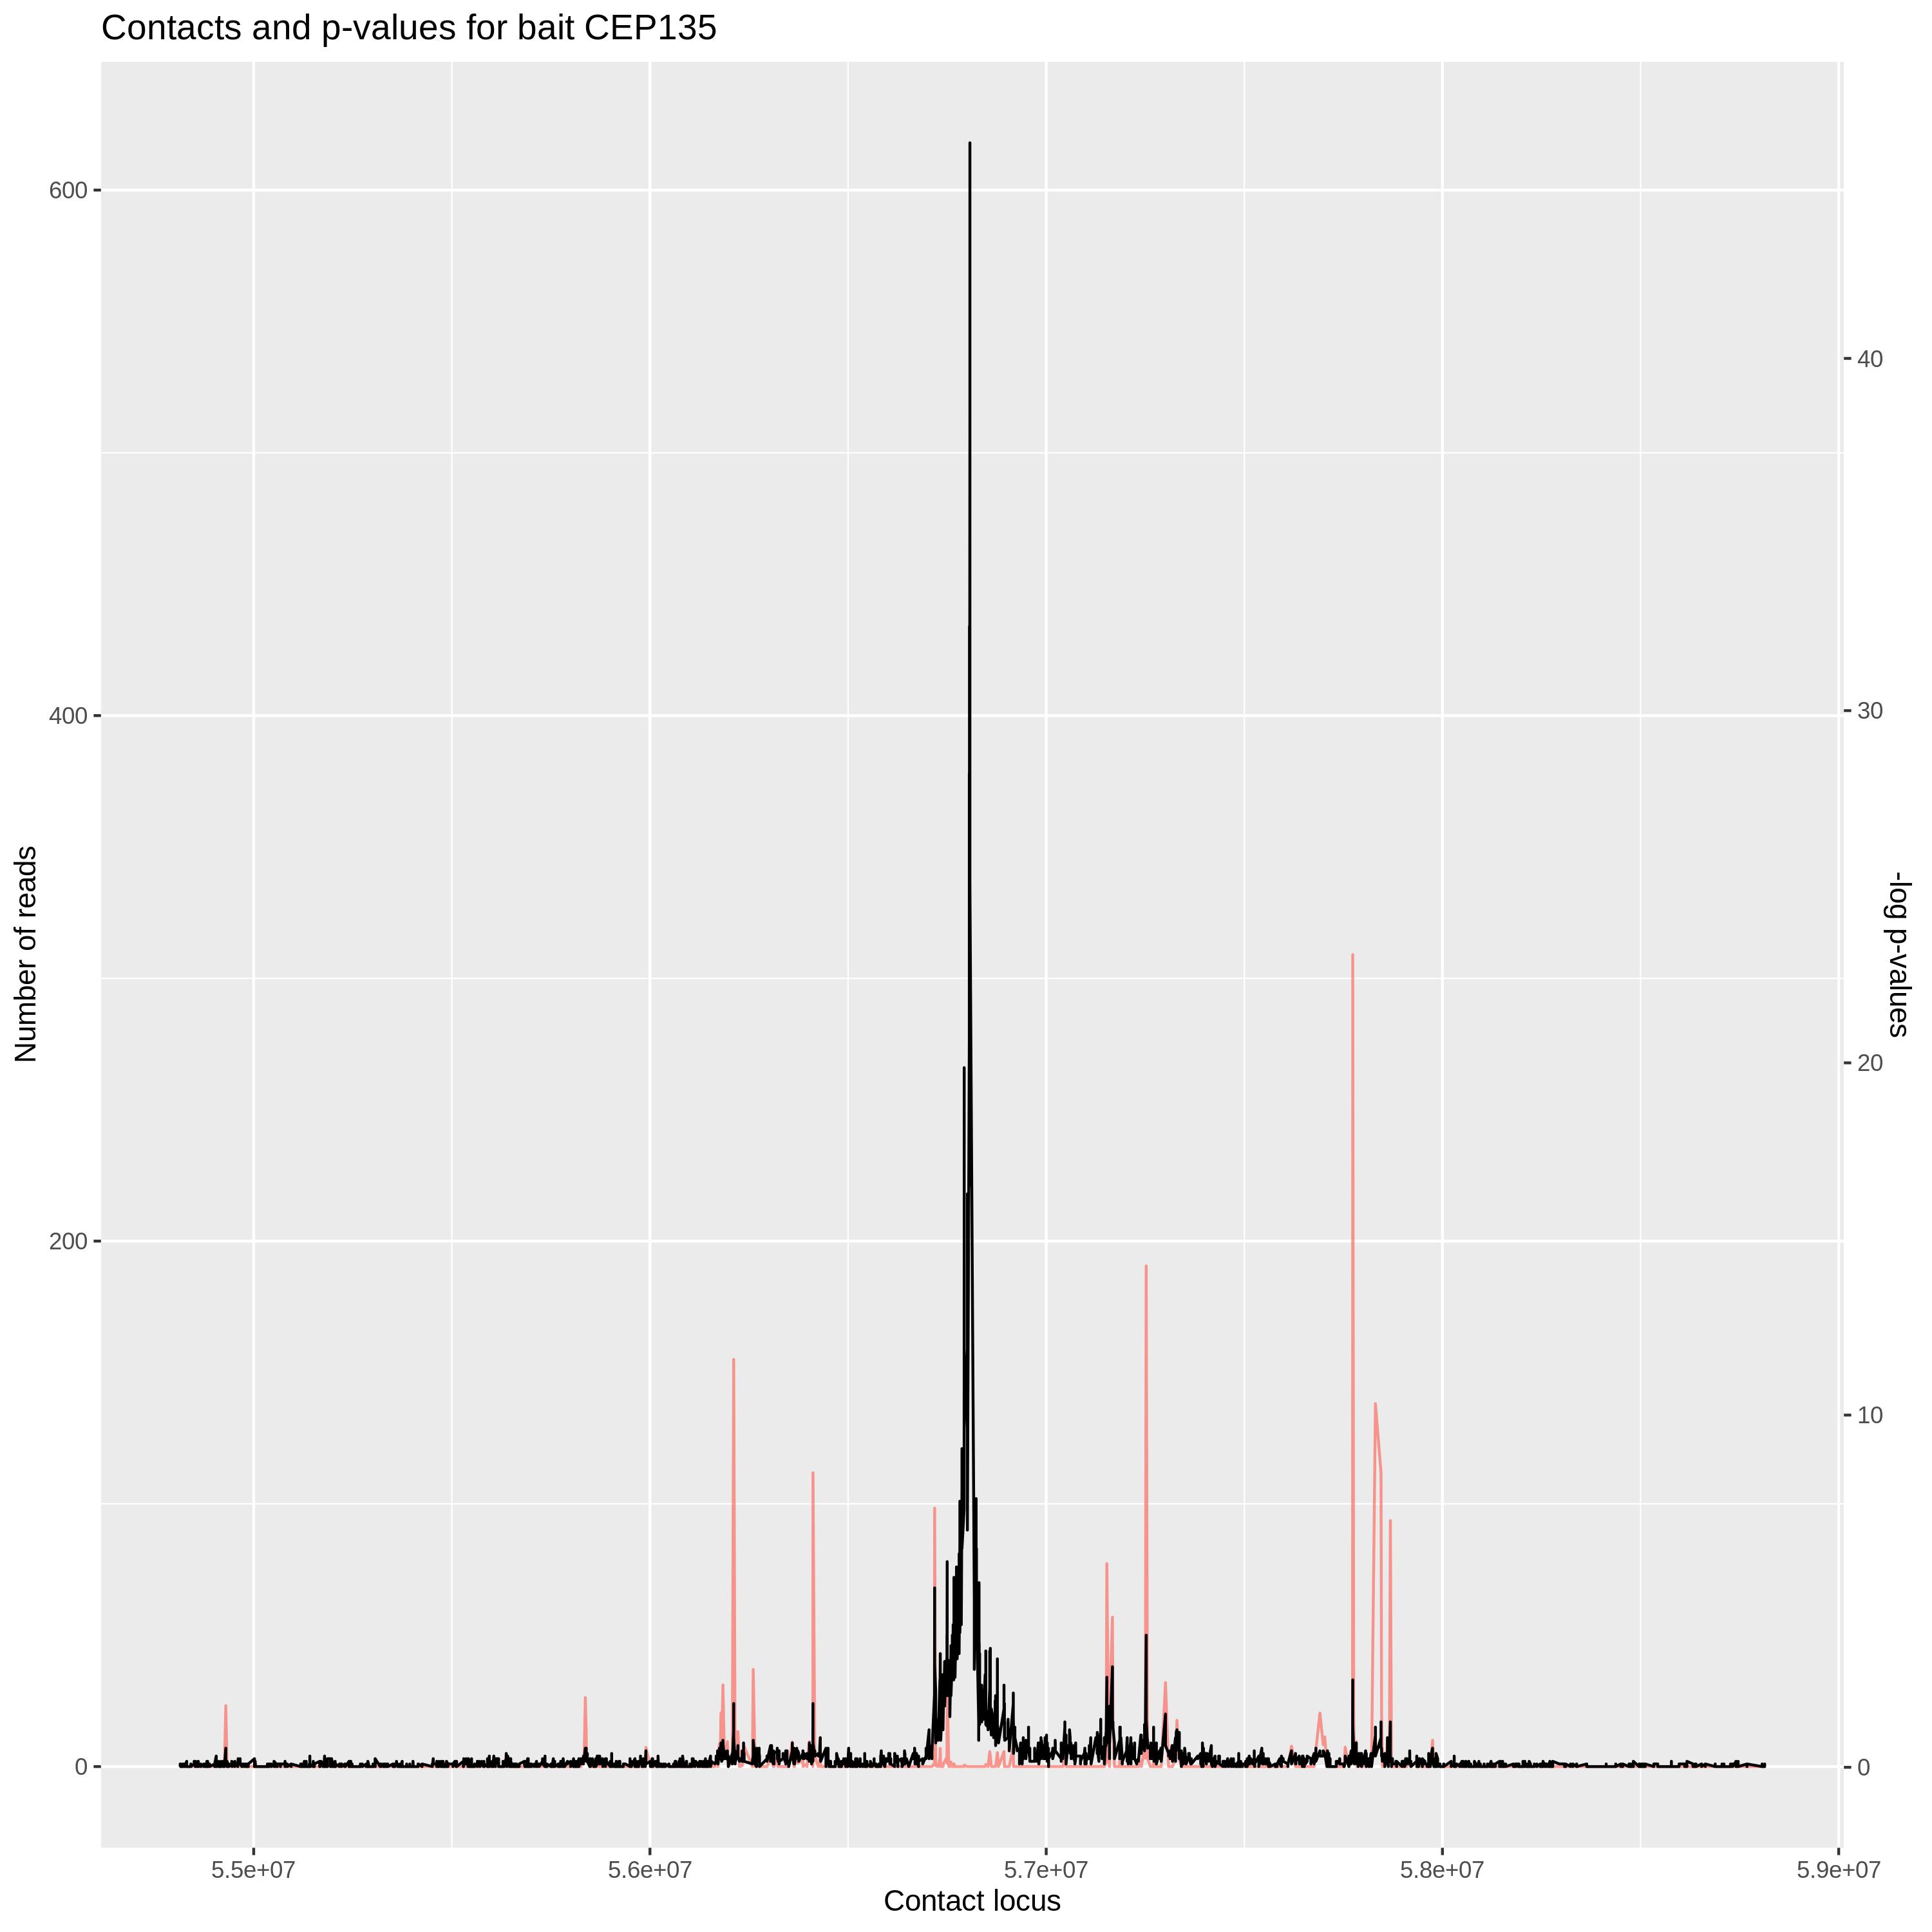 Contacts and p-values for bait CEP135
600
400
200
0
Number of reads
40
30
20
10
0
-log p-values
5.5e+07
5.6e+07
5.7e+07
5.8e+07
5.9e+07
Contact locus